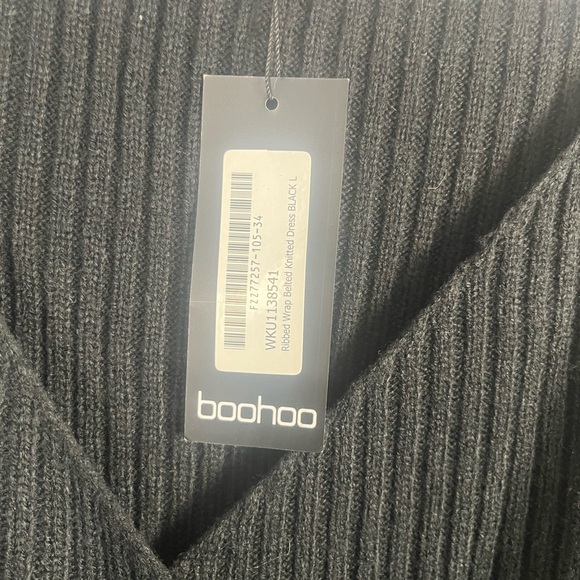 FZZ77257-105-34
WKU1138541
Ribbed Wrap Belted Knitted Dress BLACK L
boohoo